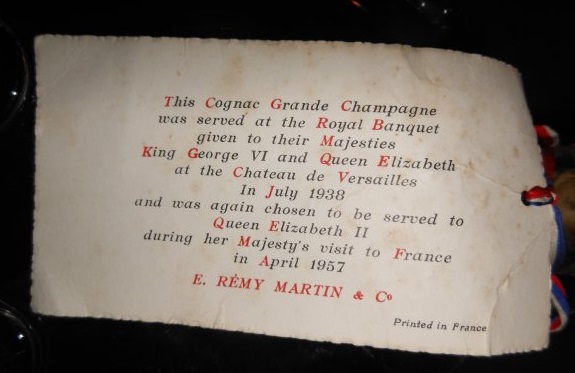 This Cognac Grande Champagne
was served at the Royal Banquet
given to their Majesties
King George VI and Queen Elizabeth
at the Chateau de Versailles
In July 1938
and was again chosen to be served to
Queen Elizabeth II
during her Majesty's visit to France
in April 1957
E. RÉMY MARTIN & Co
Printed in France